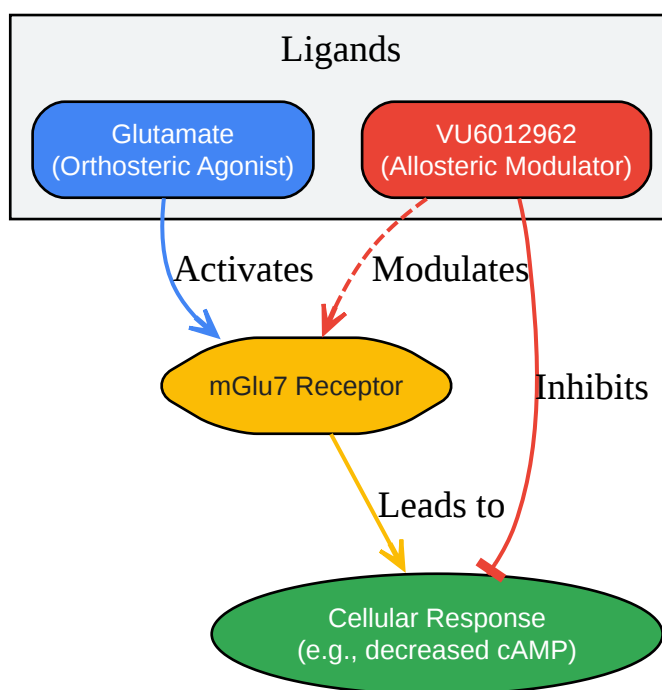 Ligands
Glutamate
(Orthosteric Agonist)
VU6012962
(Allosteric Modulator)
Activates
Modulates
mGlu7 Receptor
Inhibits
Leads to
Cellular Response
(e.g., decreased cAMP)